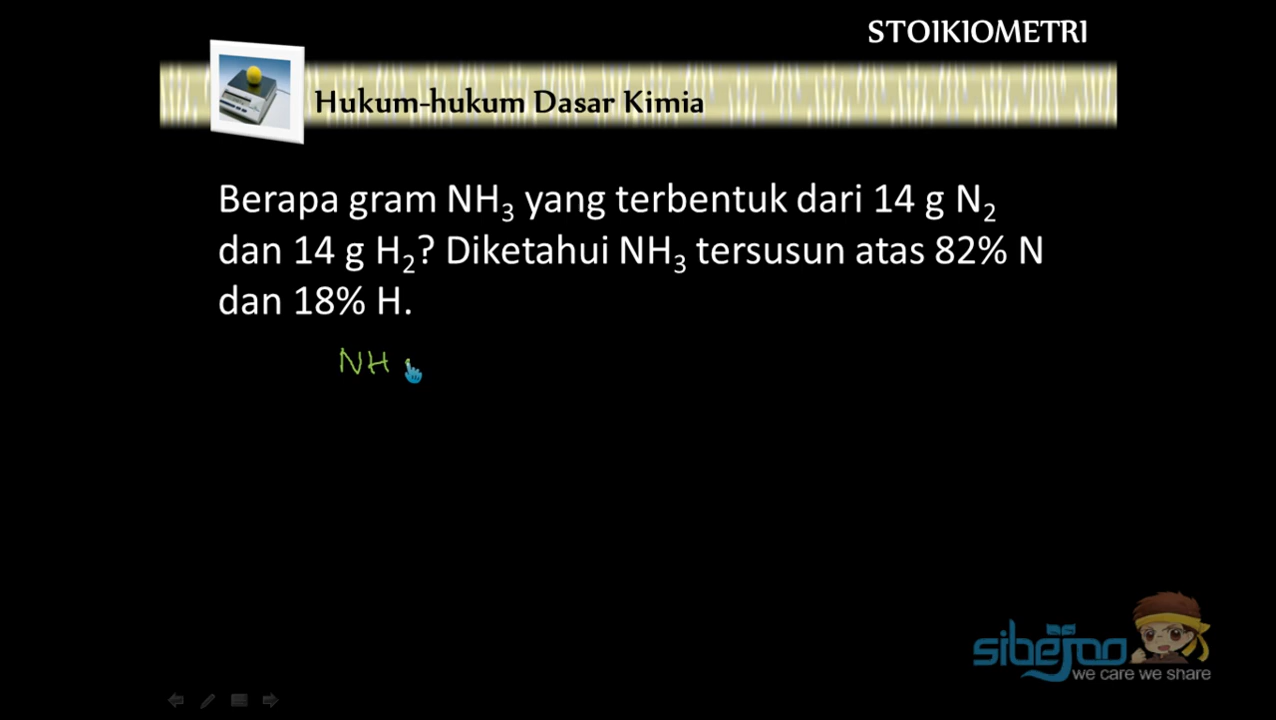 STOIKIOMETRI
Hukum-hukum Dasar Kimia
Berapa gram NH₃ yang terbentuk dari 14 g N₂
dan 14 g H₂? Diketahui NH₃ tersusun atas 82% N
dan 18% H.
NH
sibejoo
we care we share